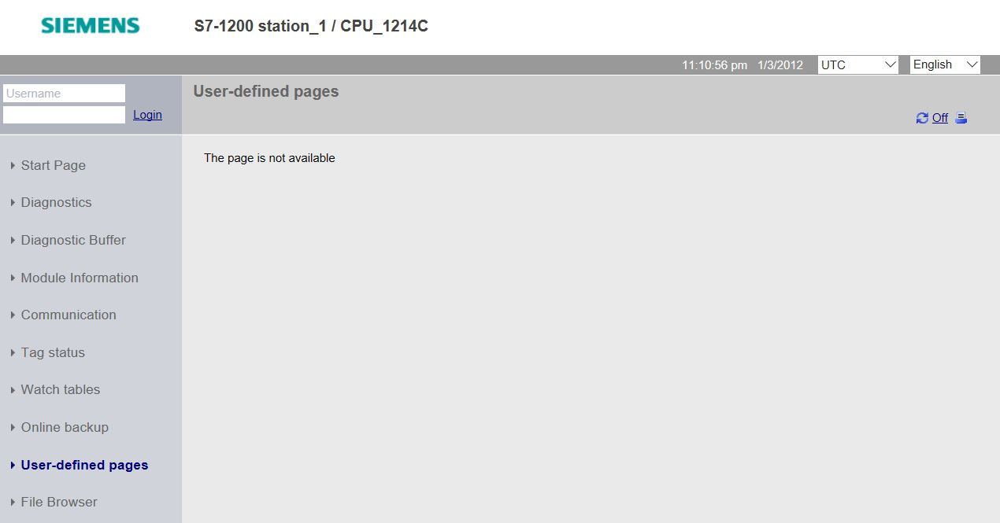 SIEMENS
S7-1200 station_1 / CPU_1214C
11:10:56 pm 1/3/2012 UTC English
Username
Login
User-defined pages
Off
The page is not available
Start Page
Diagnostics
Diagnostic Buffer
Module Information
Communication
Tag status
Watch tables
Online backup
User-defined pages
File Browser